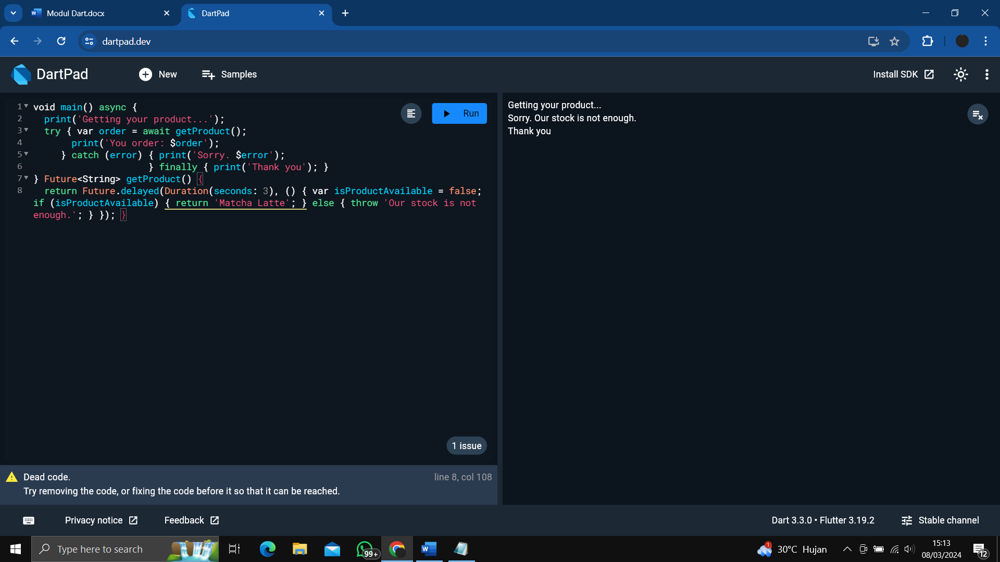 Modul Dart.docx
DartPad
dartpad.dev
DartPad
New
Samples
Install SDK
1 void main() async {
2   print('Getting your product...');
3   try { var order = await getProduct();
4        print('You order: $order');
5      } catch (error) { print('Sorry. $error');
6                      } finally { print('Thank you'); }
7 } Future<String> getProduct() {
8   return Future.delayed(Duration(seconds: 3), () { var isProductAvailable = false;
if (isProductAvailable) { return 'Matcha Latte'; } else { throw 'Our stock is not
enough.'; } }); }
Run
Getting your product...
Sorry. Our stock is not enough.
Thank you
1 issue
Dead code.
line 8, col 108
Try removing the code, or fixing the code before it so that it can be reached.
Privacy notice
Feedback
Dart 3.3.0 • Flutter 3.19.2
Stable channel
Type here to search
99+
1
30°C Hujan
15:13
08/03/2024
12